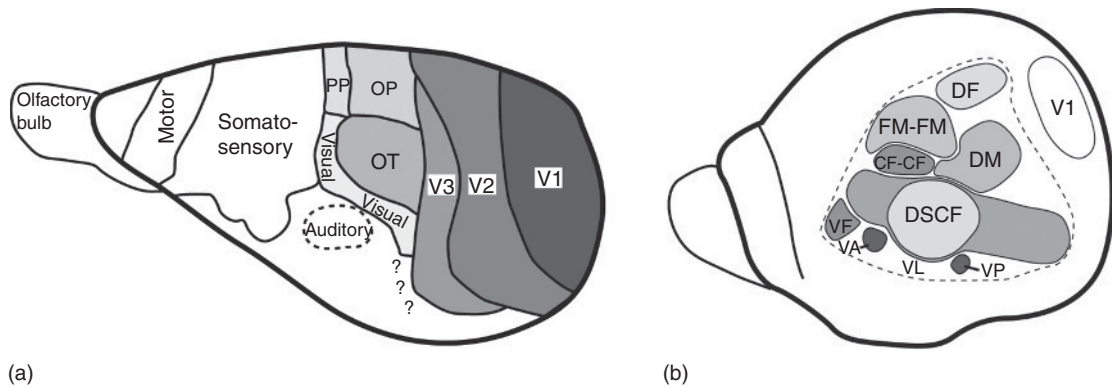 Olfactory
bulb
Motor
Somato-
sensory
PP
OP
Visual
OT
Visual
Auditory
V3
V2
V1
?
?
?
(a)
DF
V1
FM-FM
CF-CF
DM
DSCF
VF
VA
VL
VP
(b)